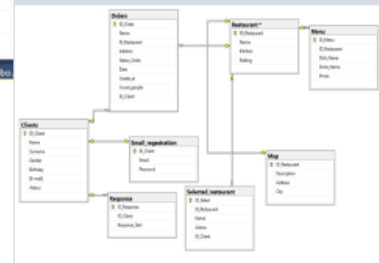 Orders
ID_Order
Name
ID_Restaurant
Address
Status_Order
Date
Create_at
Count_people
ID_Client
Restaurant *
ID_Restaurant
Name
Kitchen
Rating
Menu
ID_Menu
ID_Restaurant
Dish_Name
Drink_Name
Prices
Clients
ID_Client
Name
Surname
Gender
Birthday
[E-mail]
Adress
Email_registration
ID_Client
Email
Password
Response
ID_Response
ID_Client
Response_Text
Selected_restaurant
ID_Select
ID_Restaurant
Name
Adress
ID_Client
Map
ID_Restaurant
Description
Address
City